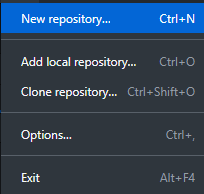 New repository... Ctrl+N
Add local repository... Ctrl+O
Clone repository... Ctrl+Shift+O
Options... Ctrl+,
Exit Alt+F4